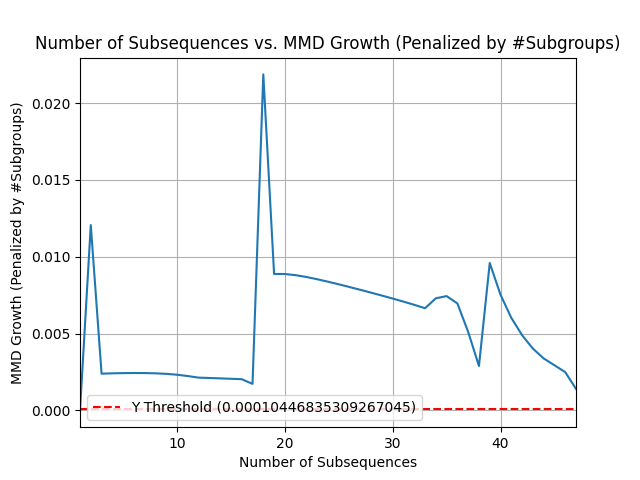 Number of Subsequences vs. MMD Growth (Penalized by #Subgroups)
MMD Growth (Penalized by #Subgroups)
0.020
0.015
0.010
0.005
0.000
Y Threshold (0.00010446835309267045)
10 20 30 40
Number of Subsequences